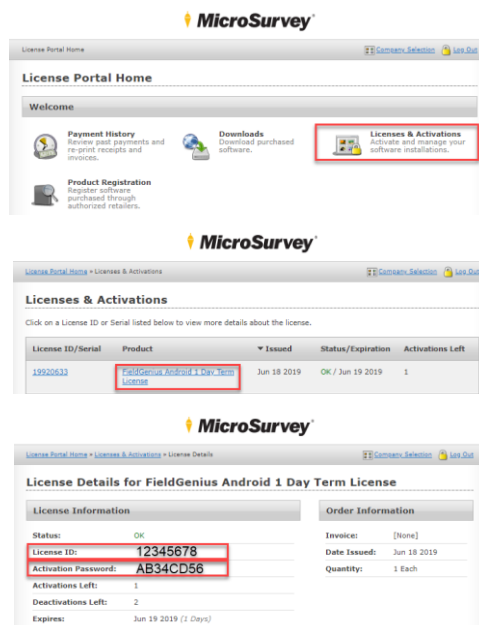 MicroSurvey
License Portal Home
Company Selection Log Out
License Portal Home
Welcome
Payment History
Review past payments and
re-print receipts and
invoices.
Downloads
Download purchased
software.
Licenses & Activations
Activate and manage your
software installations.
Product Registration
Register software
purchased through
authorized retailers.
MicroSurvey
License Portal Home » Licenses & Activations
Company Selection Log Out
Licenses & Activations
Click on a License ID or Serial listed below to view more details about the license.
License ID/Serial Product Issued Status/Expiration Activations Left
19920633 FieldGenius Android 1 Day Term Jun 18 2019 OK / Jun 19 2019 1
License
MicroSurvey
License Portal Home » Licenses & Activations » License Details
Company Selection Log Out
License Details for FieldGenius Android 1 Day Term License
License Information Order Information
Status: OK Invoice: [None]
License ID: 12345678 Date Issued: Jun 18 2019
Activation Password: AB34CD56 Quantity: 1 Each
Activations Left: 1
Deactivations Left: 2
Expires: Jun 19 2019 (1 Days)